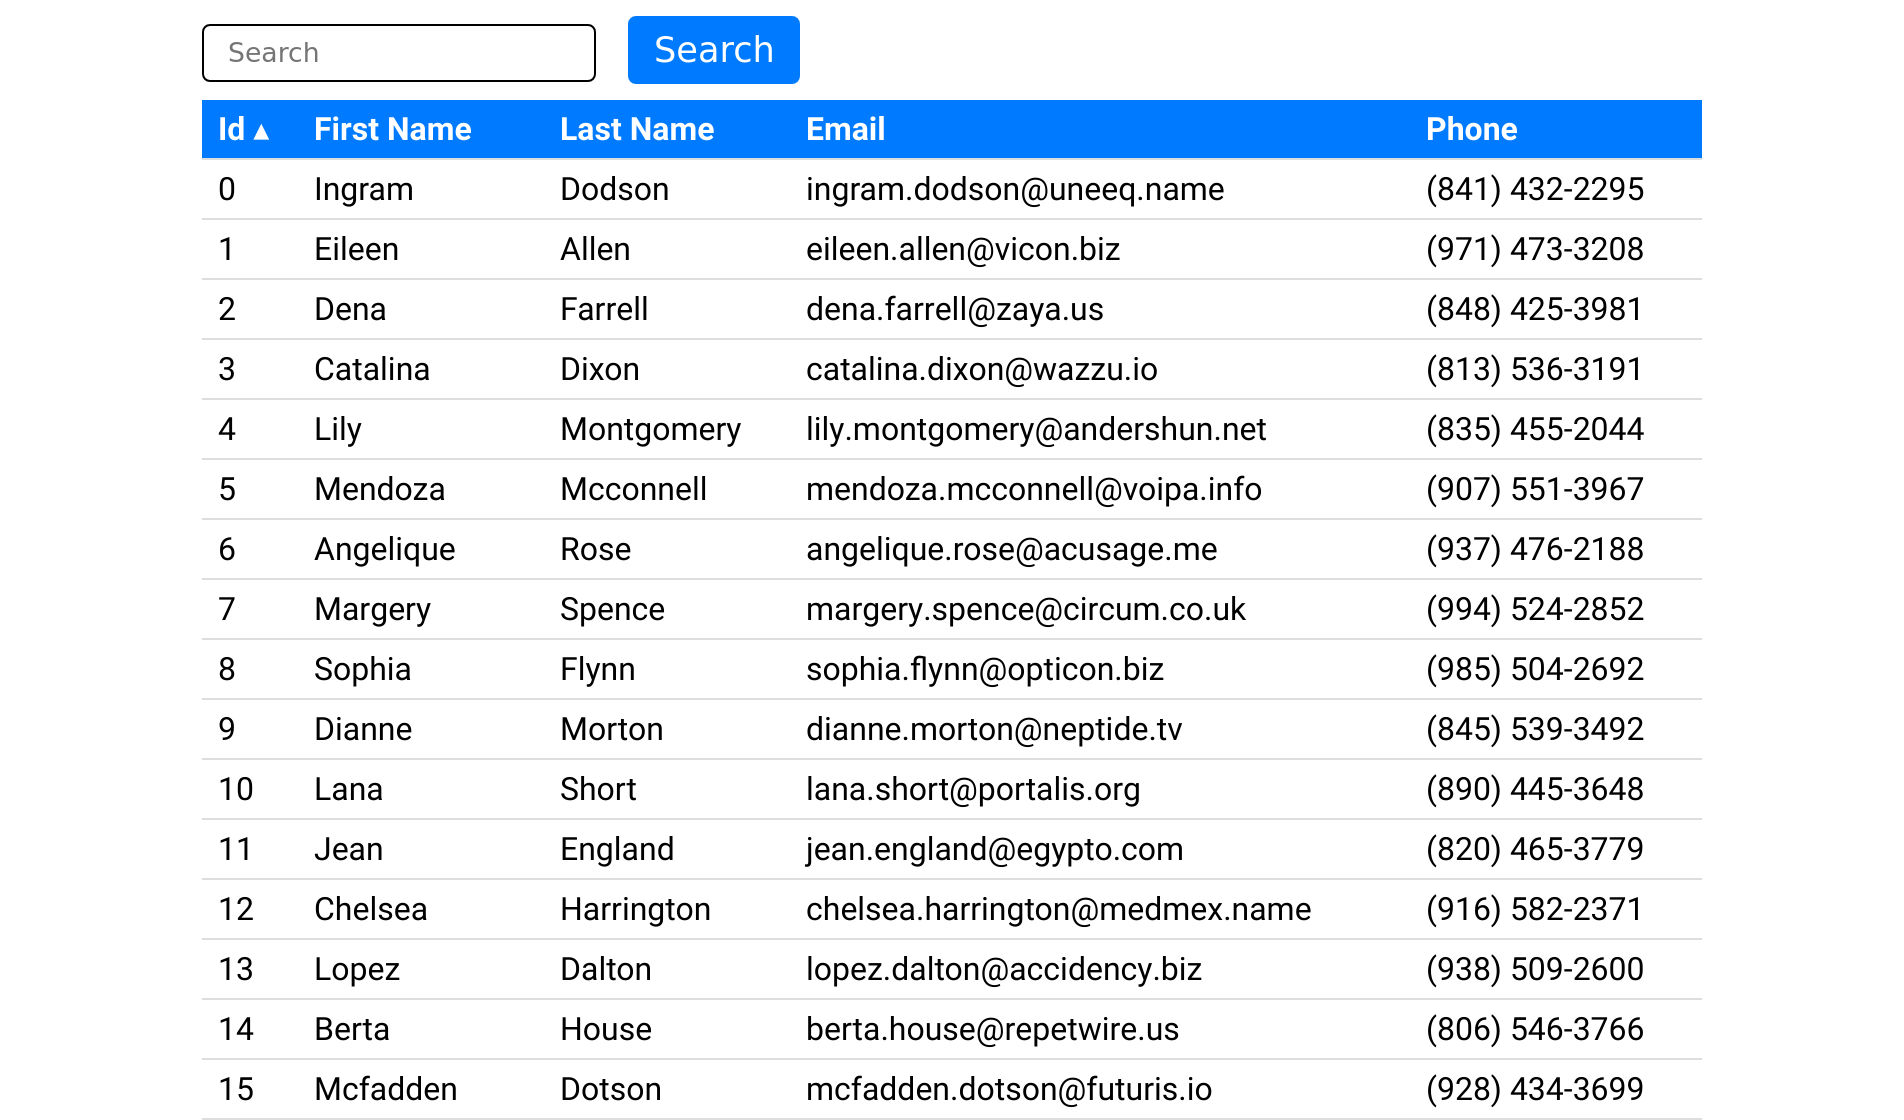 Search Search
Id ▲ First Name Last Name Email Phone
0 Ingram Dodson ingram.dodson@uneeq.name (841) 432-2295
1 Eileen Allen eileen.allen@vicon.biz (971) 473-3208
2 Dena Farrell dena.farrell@zaya.us (848) 425-3981
3 Catalina Dixon catalina.dixon@wazzu.io (813) 536-3191
4 Lily Montgomery lily.montgomery@andershun.net (835) 455-2044
5 Mendoza Mcconnell mendoza.mcconnell@voipa.info (907) 551-3967
6 Angelique Rose angelique.rose@acusage.me (937) 476-2188
7 Margery Spence margery.spence@circum.co.uk (994) 524-2852
8 Sophia Flynn sophia.flynn@opticon.biz (985) 504-2692
9 Dianne Morton dianne.morton@neptide.tv (845) 539-3492
10 Lana Short lana.short@portalis.org (890) 445-3648
11 Jean England jean.england@egypto.com (820) 465-3779
12 Chelsea Harrington chelsea.harrington@medmex.name (916) 582-2371
13 Lopez Dalton lopez.dalton@accidency.biz (938) 509-2600
14 Berta House berta.house@repetwire.us (806) 546-3766
15 Mcfadden Dotson mcfadden.dotson@futuris.io (928) 434-3699